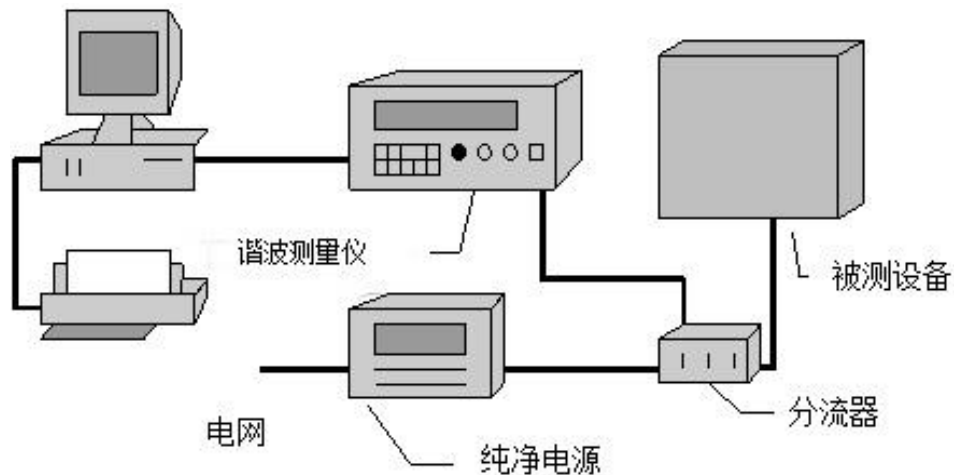 谐波测量仪
被测设备
分流器
电网
纯净电源